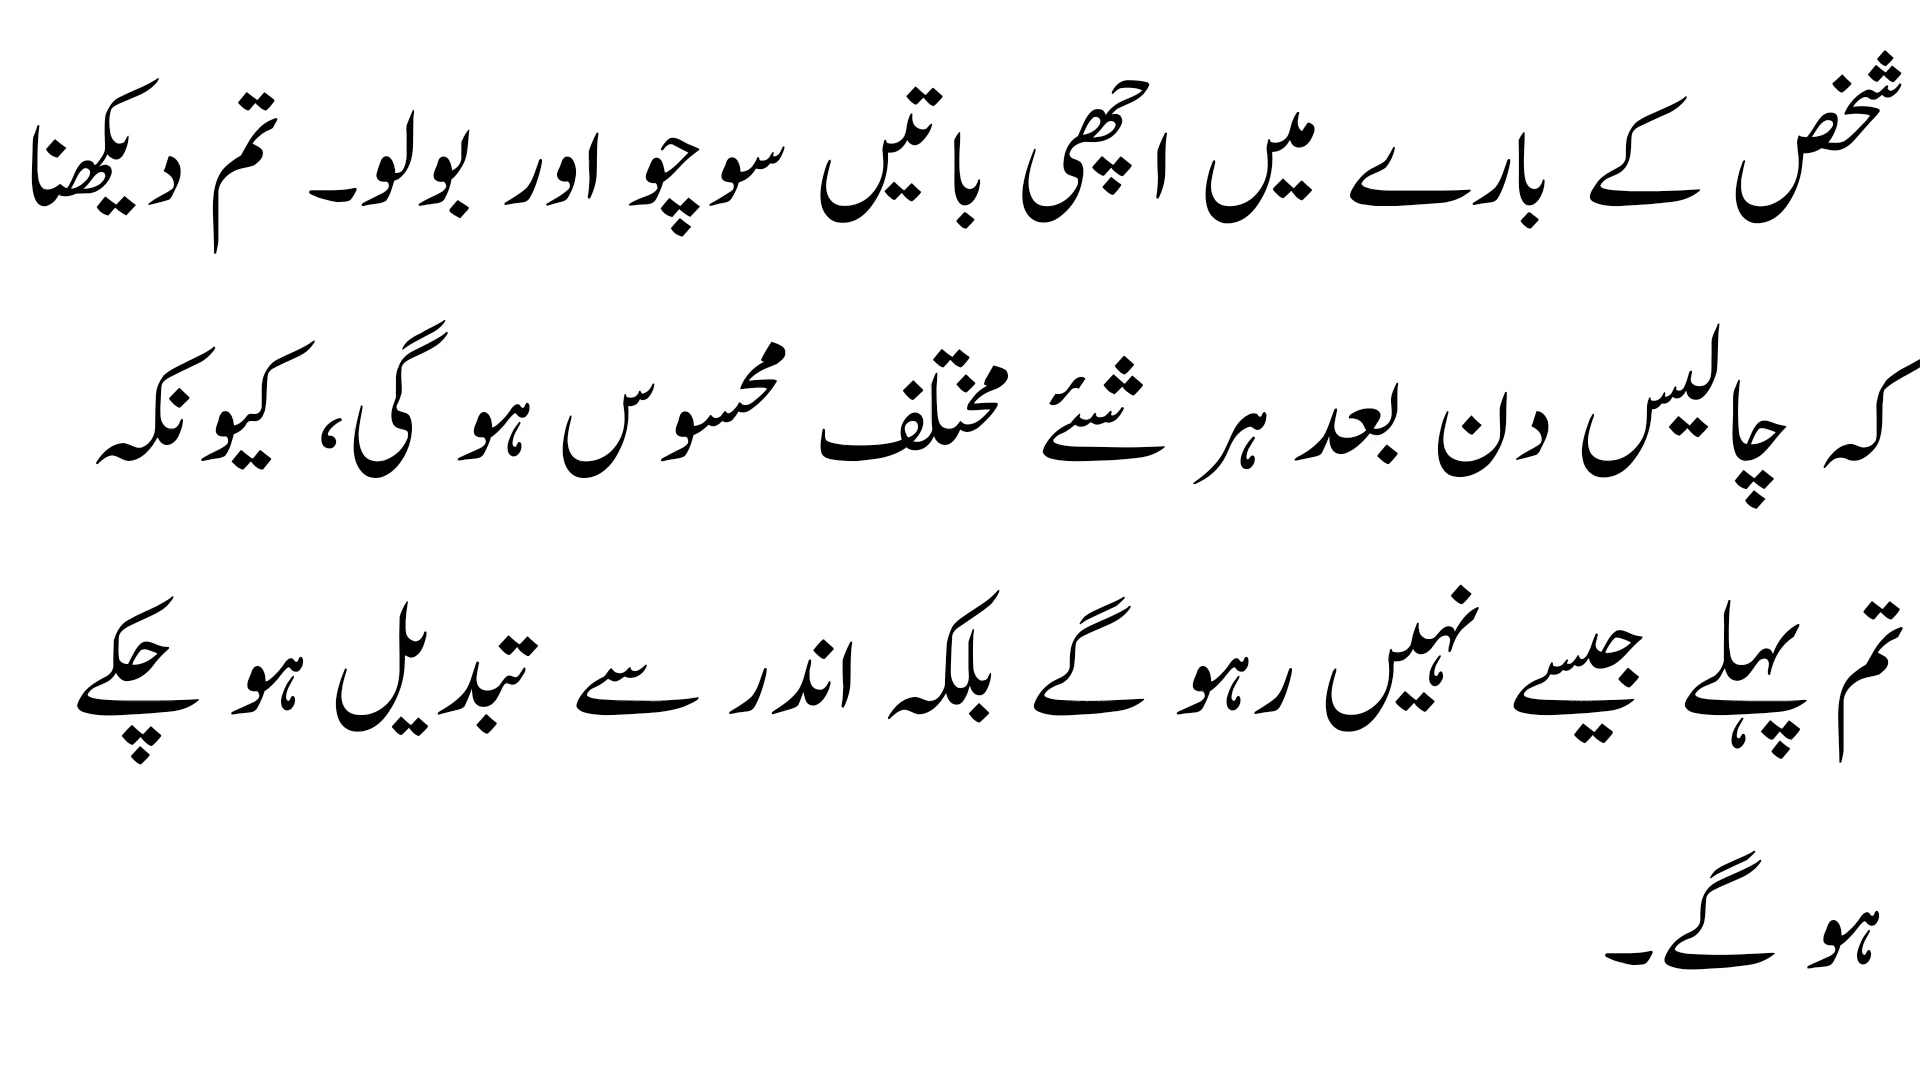 شخص کے بارے میں اچھی باتیں سوچو اور بولو۔ تم دیکھنا
کہ چالیس دن بعد ہر شئے مختلف محسوس ہو گی، کیونکہ
تم پہلے جیسے نہیں رہو گے بلکہ اندر سے تبدیل ہو چکے
ہو گے۔